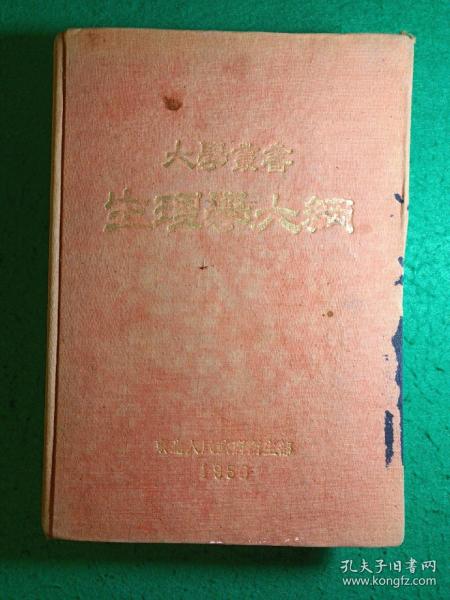 大學叢書
生理學大綱
東北人民政府衛生部
1950
孔夫子旧书网
www.kongfz.com